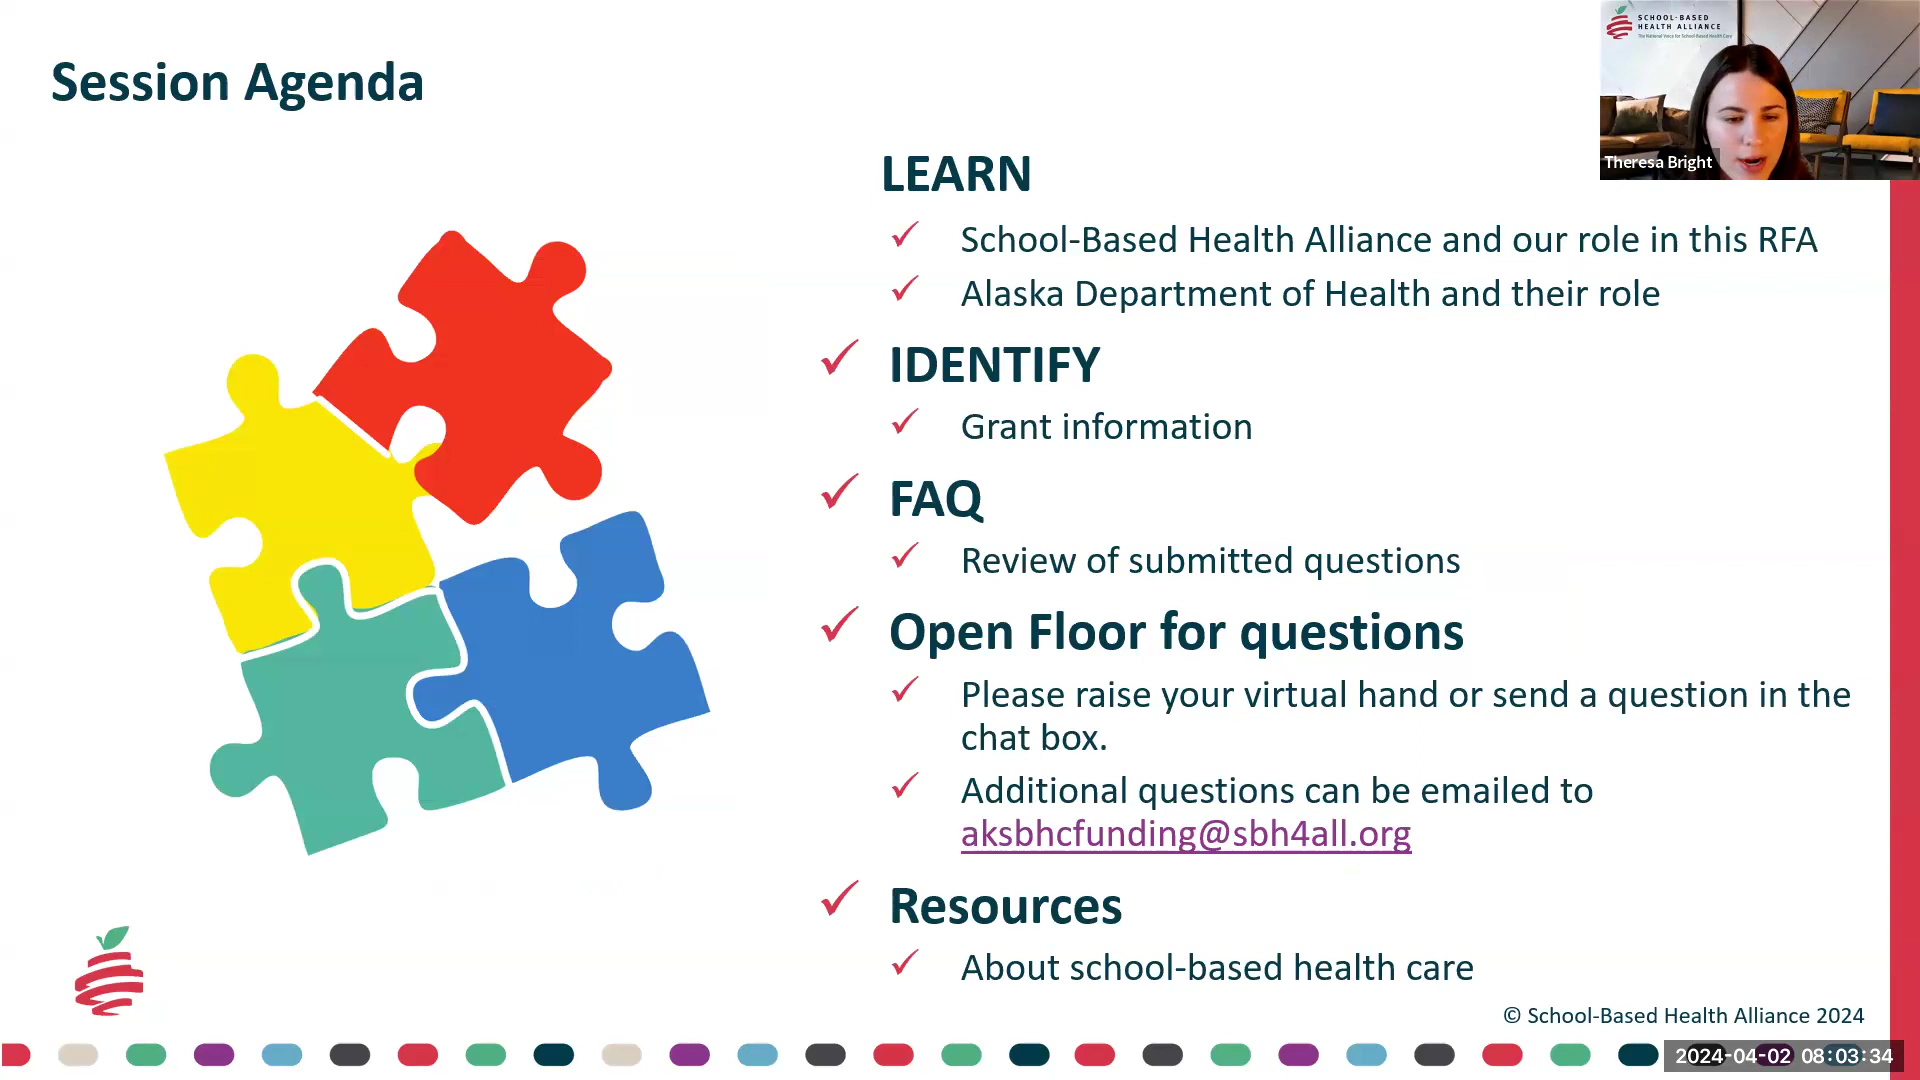 Session Agenda
SCHOOL-BASED
HEALTH ALLIANCE
The National Voice for School-Based Health Care
Theresa Bright
LEARN
✓ School-Based Health Alliance and our role in this RFA
✓ Alaska Department of Health and their role
✓ IDENTIFY
✓ Grant information
✓ FAQ
✓ Review of submitted questions
✓ Open Floor for questions
✓ Please raise your virtual hand or send a question in the
chat box.
✓ Additional questions can be emailed to
aksbhcfunding@sbh4all.org
✓ Resources
✓ About school-based health care
© School-Based Health Alliance 2024
2024-04-02 08:03:34